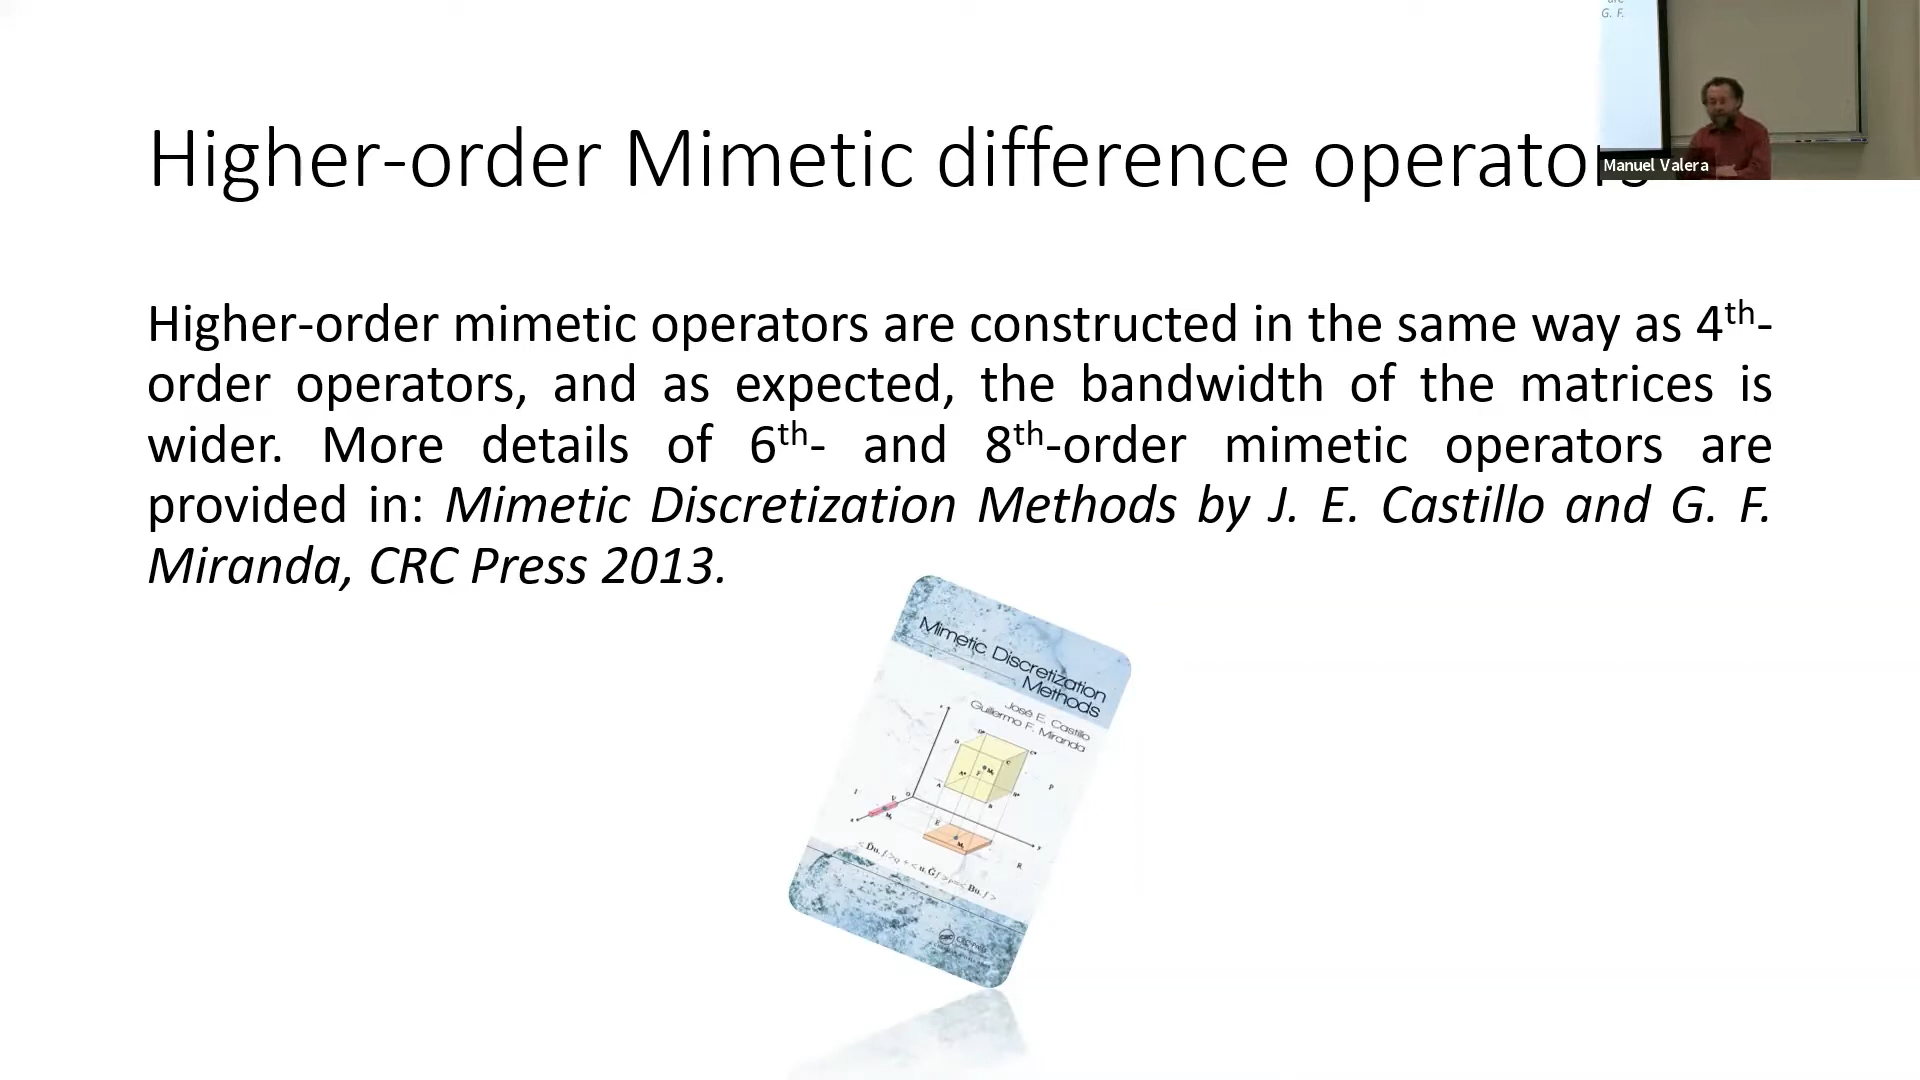 G. F.
Higher-order Mimetic difference operators
Manuel Valera
Higher-order mimetic operators are constructed in the same way as 4th-
order operators, and as expected, the bandwidth of the matrices is
wider. More details of 6th- and 8th-order mimetic operators are
provided in: Mimetic Discretization Methods by J. E. Castillo and G. F.
Miranda, CRC Press 2013.
Mimetic Discretization
Methods
José E. Castillo
Guillermo F. Miranda